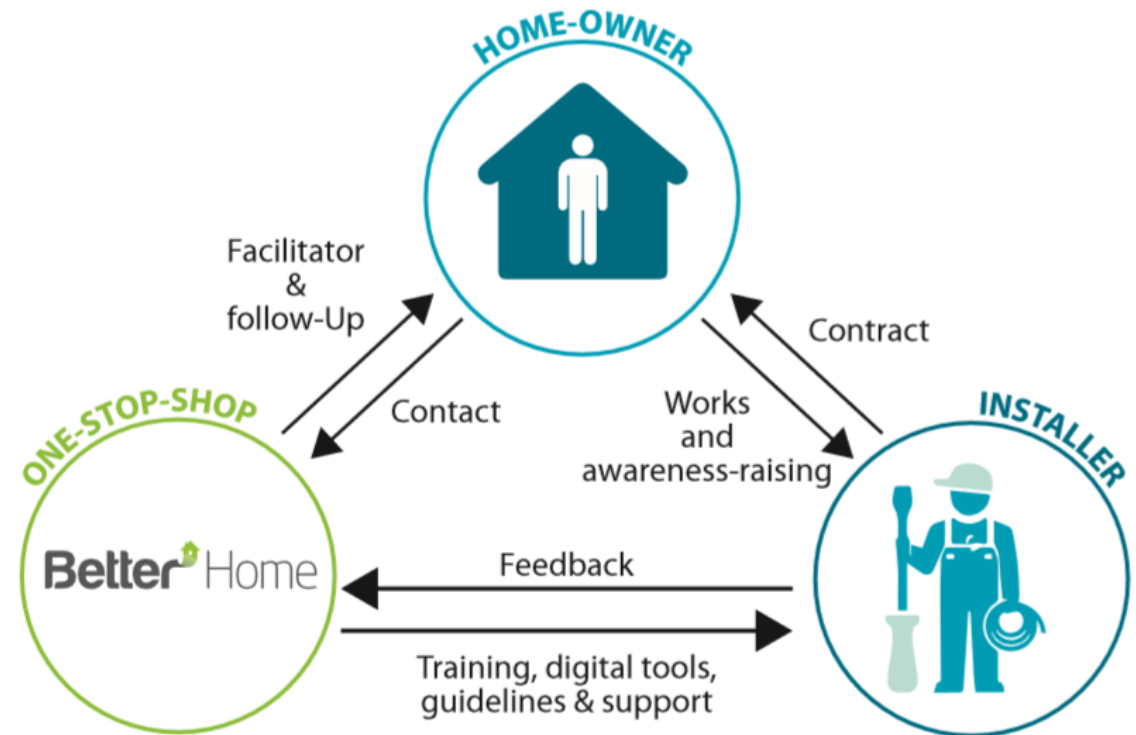 HOME-OWNER
Facilitator
&
follow-Up
Contact
Contract
Works
and
awareness-raising
ONE-STOP-SHOP
INSTALLER
Better Home
Feedback
Training, digital tools,
guidelines & support